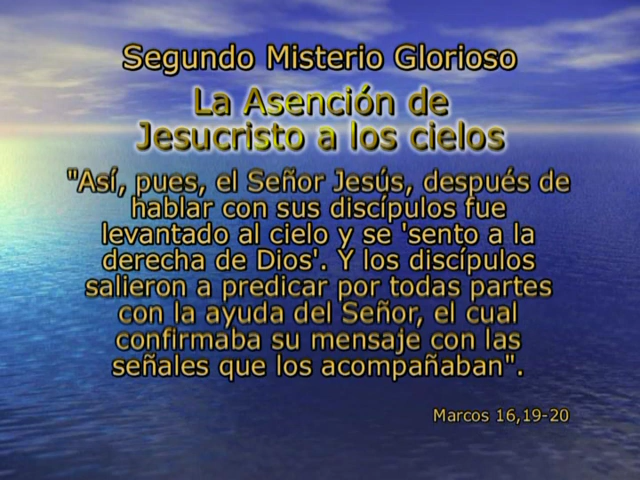 Segundo Misterio Glorioso
La Asención de
Jesucristo a los cielos
"Así, pues, el Señor Jesús, después de
hablar con sus discípulos fue
levantado al cielo y se 'sento a la
derecha de Dios'. Y los discípulos
salieron a predicar por todas partes
con la ayuda del Señor, el cual
confirmaba su mensaje con las
señales que los acompañaban".
Marcos 16,19-20